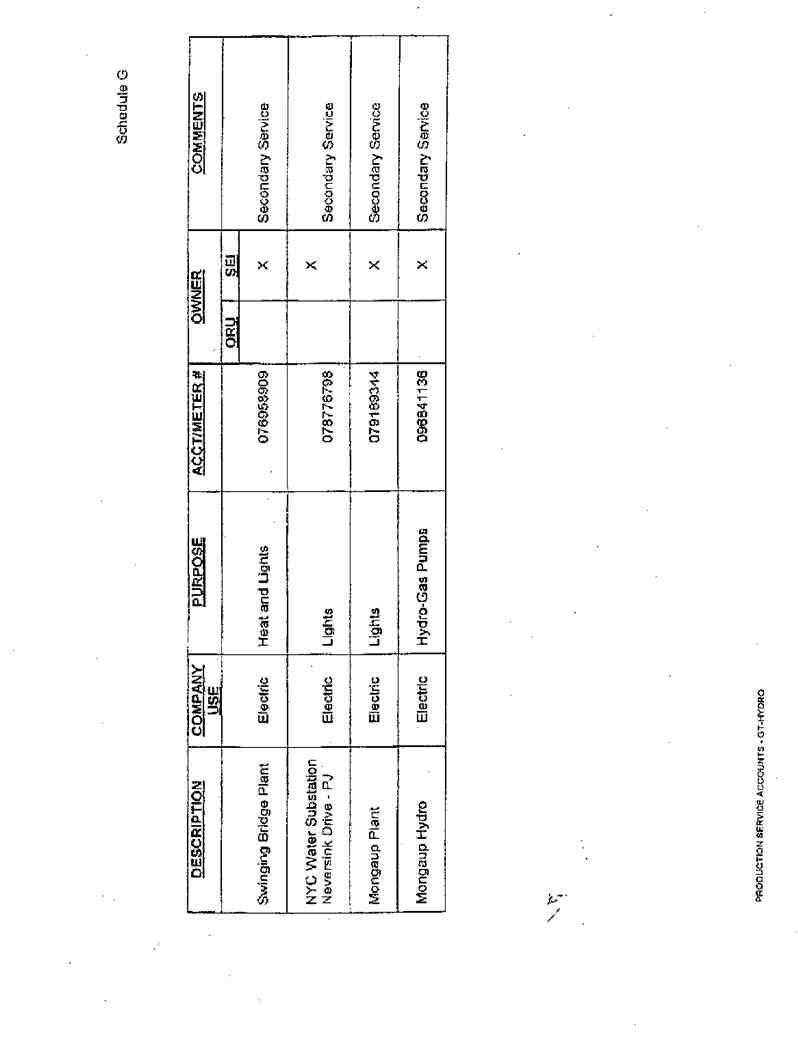 Schedule G
DESCRIPTION COMPANY USE PURPOSE ACCT/METER # OWNER COMMENTS
ORU SEI
Swinging Bridge Plant Electric Heat and Lights 076958909 X Secondary Service
NYC Water Substation
Neversink Drive - PJ Electric Lights 078776798 X Secondary Service
Mongaup Plant Electric Lights 079189344 X Secondary Service
Mongaup Hydro Electric Hydro-Gas Pumps 096841136 X Secondary Service
PRODUCTION SERVICE ACCOUNTS - GT-HYDRO